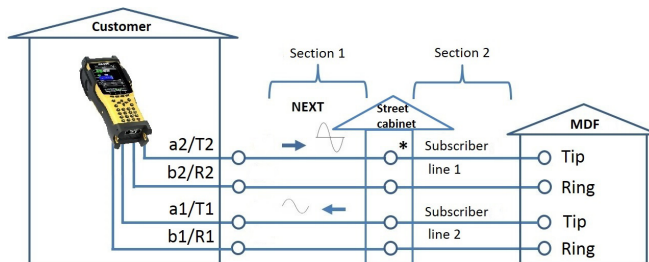 Customer
Section 1
Section 2
NEXT
Street
cabinet
MDF
a2/T2
*
Subscriber
line 1
Tip
b2/R2
Ring
a1/T1
Subscriber
line 2
Tip
b1/R1
Ring